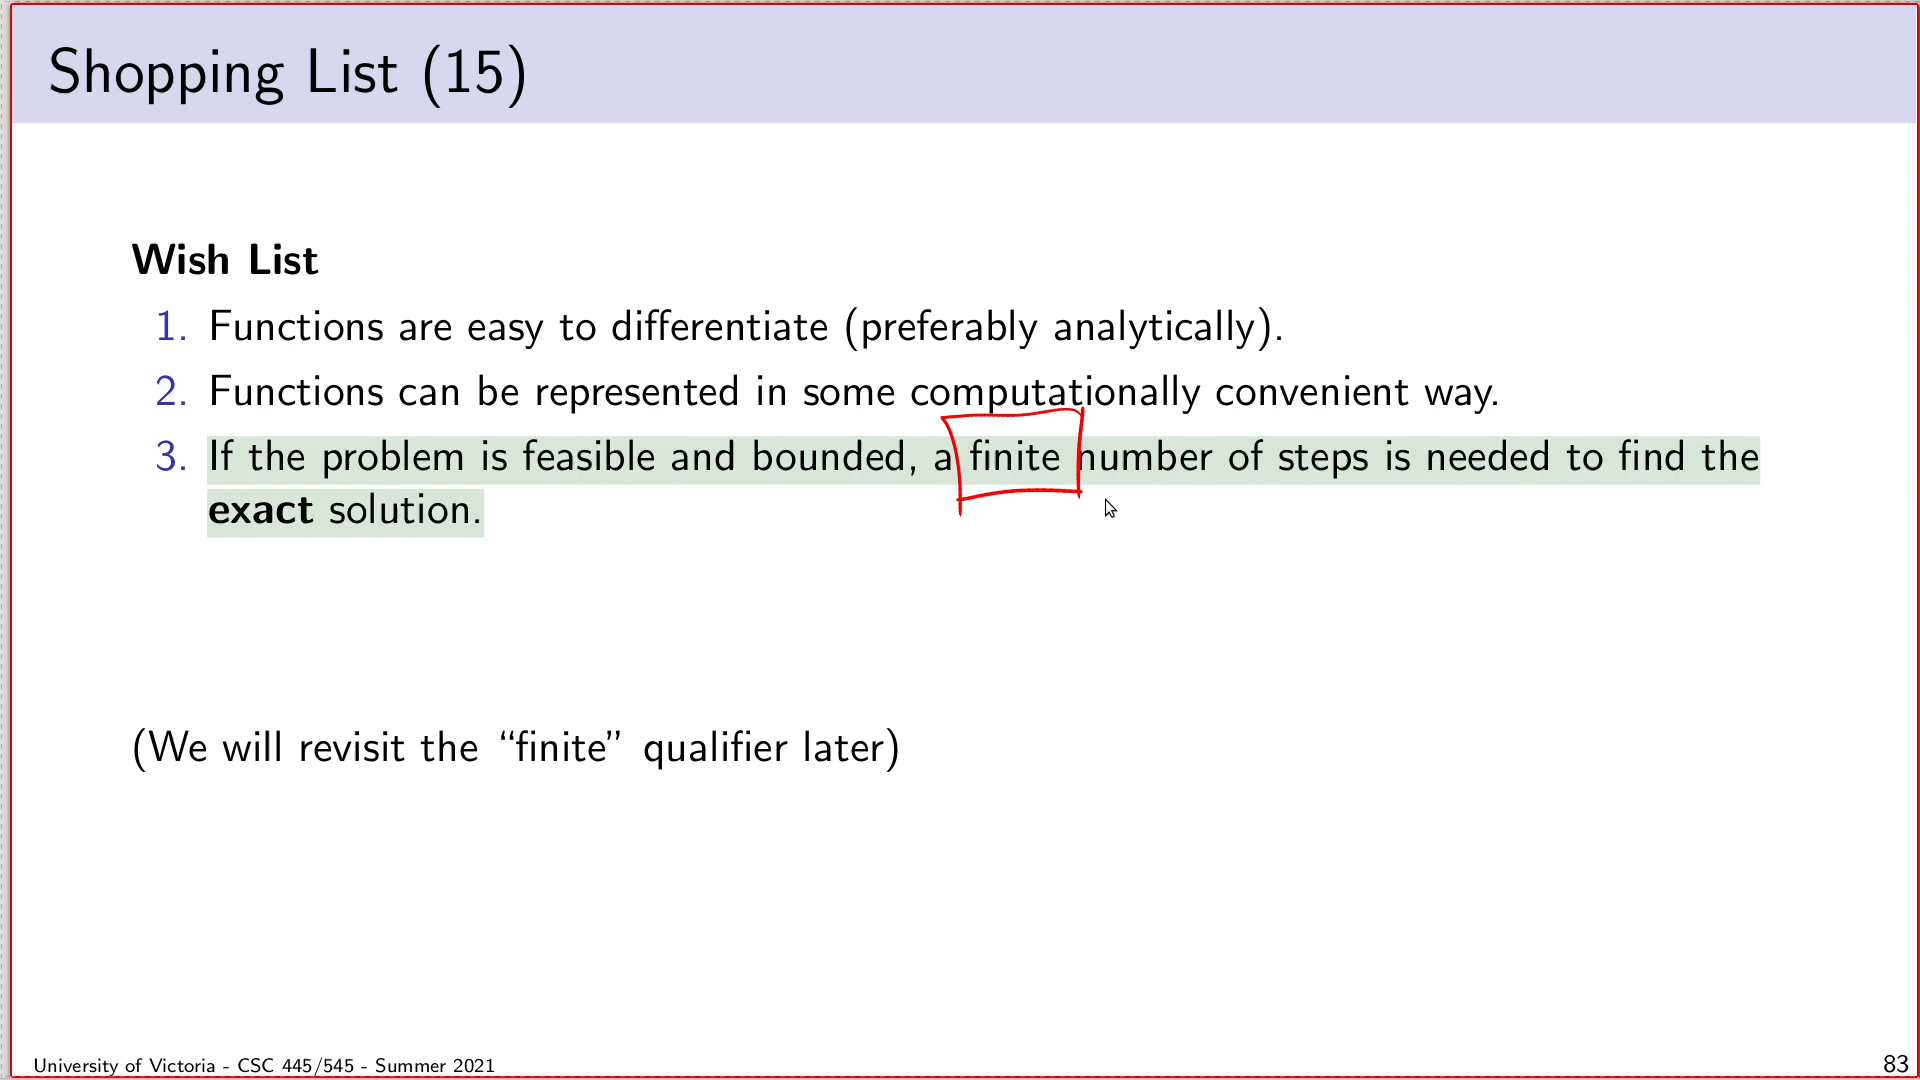 Shopping List (15)
Wish List
1. Functions are easy to differentiate (preferably analytically).
2. Functions can be represented in some computationally convenient way.
3. If the problem is feasible and bounded, a finite number of steps is needed to find the
exact solution.
(We will revisit the “finite” qualifier later)
University of Victoria - CSC 445/545 - Summer 2021
83